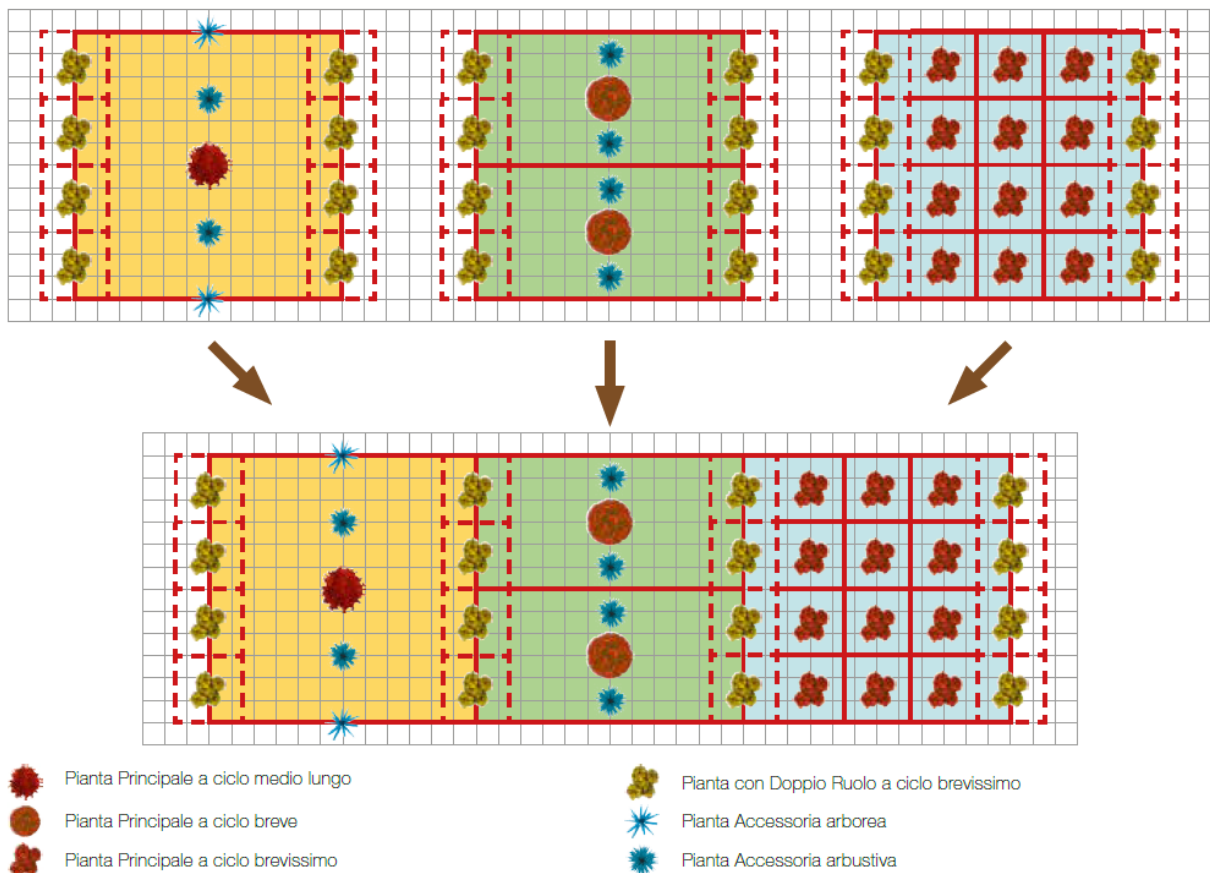 Pianta Principale a ciclo medio lungo
Pianta Principale a ciclo breve
Pianta Principale a ciclo brevissimo
Pianta con Doppio Ruolo a ciclo brevissimo
Pianta Accessoria arborea
Pianta Accessoria arbustiva